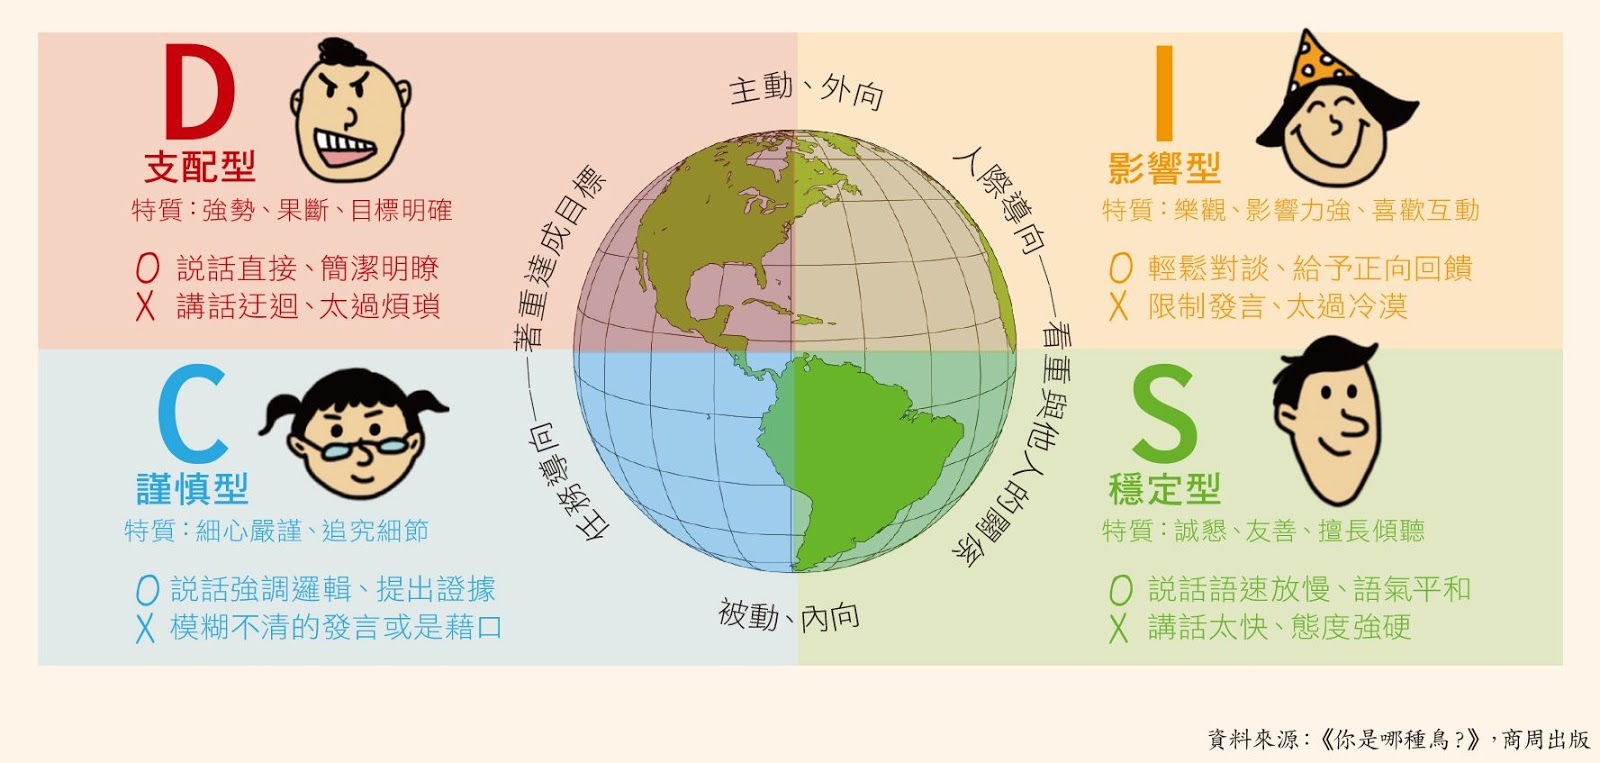 D
支配型
特質：強勢、果斷、目標明確
O 説話直接、簡潔明瞭
X 講話迂迴、太過煩瑣
主動、外向
I
影響型
特質：樂觀、影響力強、喜歡互動
O 輕鬆對談、給予正向回饋
X 限制發言、太過冷漠
任務導向——著重達成目標
人際導向——看重與他人的關係
C
謹慎型
特質：細心嚴謹、追究細節
O 説話強調邏輯、提出證據
X 模糊不清的發言或是藉口
被動、內向
S
穩定型
特質：誠懇、友善、擅長傾聽
O 説話語速放慢、語氣平和
X 講話太快、態度強硬
資料來源：《你是哪種鳥？》，商周出版